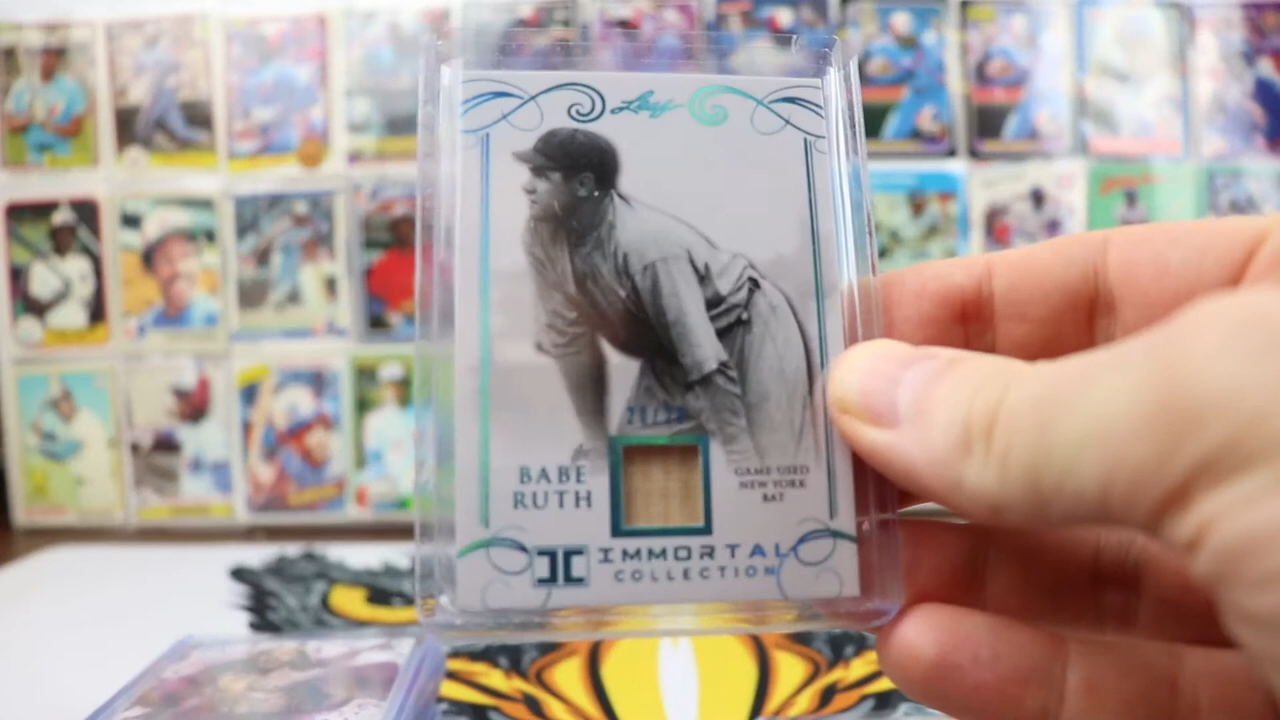 Leaf
BABE
RUTH
GAME-USED
NEW YORK
BAT
IMMORTAL
COLLECTION